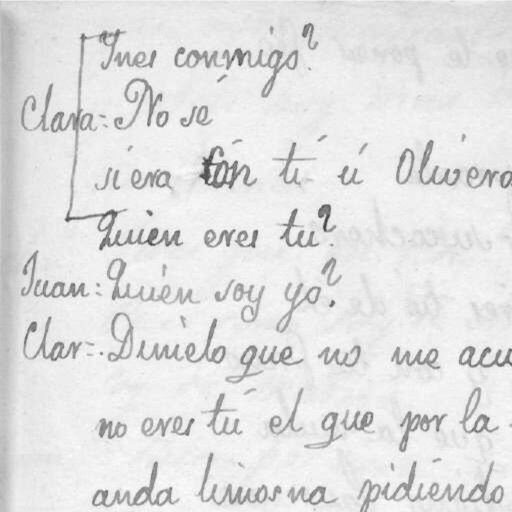 Ines conmigo?
Clara=No sé
si era con tú ú Olivera
Quien eres tú?
Juan: Quién soy yo?
Clar=. Dimelo que no me acu
no eres tú el que por la
anda limosna pidiendo